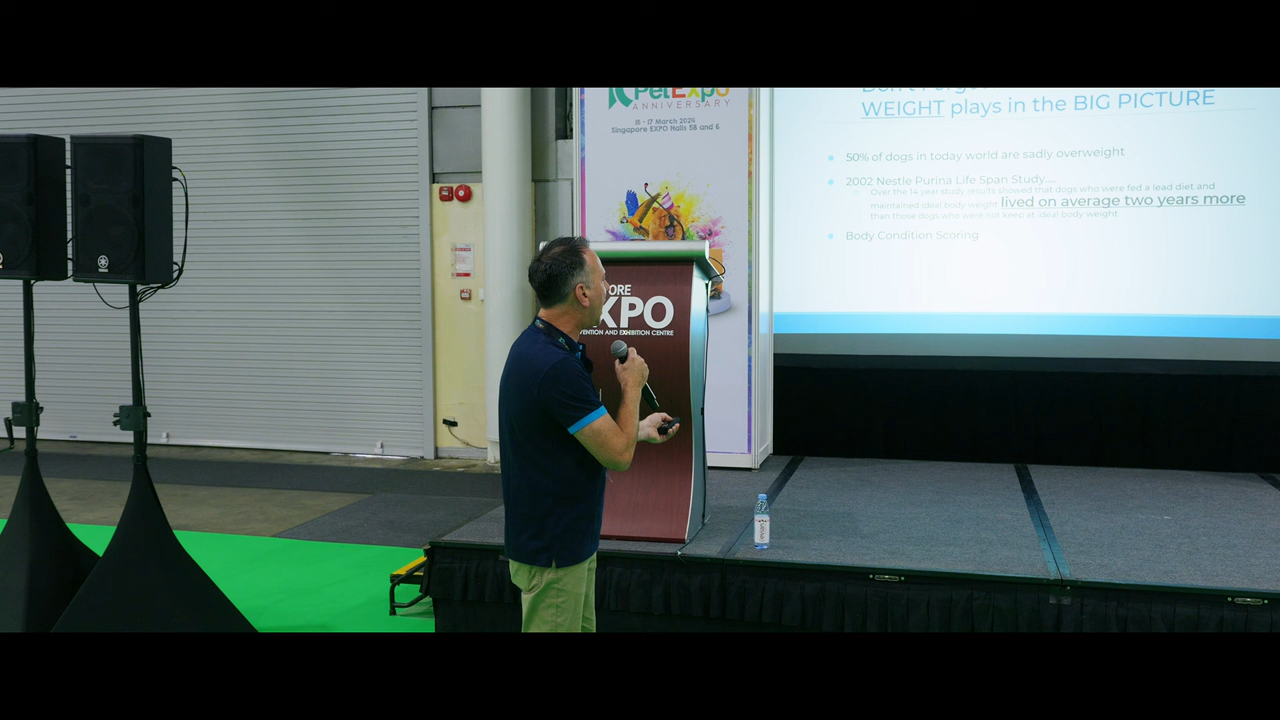 PetExpo
ANNIVERSARY
15 - 17 March 2024
Singapore EXPO Halls 5B and 6
WEIGHT plays in the BIG PICTURE
50% of dogs in today world are sadly overweight
2002 Nestle Purina Life Span Study....
Over the 14 year study results showed that dogs who were fed a lead diet and
maintained ideal body weight lived on average two years more
than those dogs who were not keep at ideal body weight
Body Condition Scoring
ORE
XPO
VENTION AND EXHIBITION CENTRE
YAMAHA